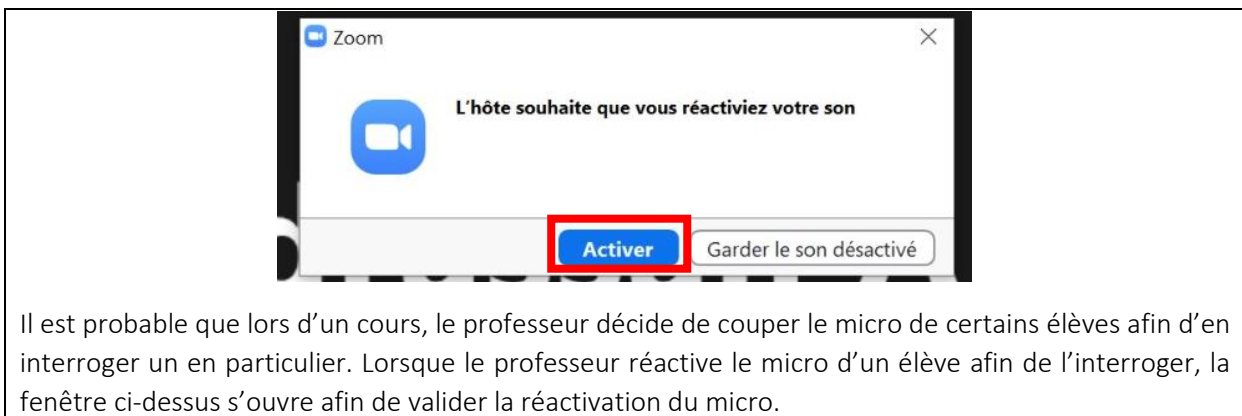 Zoom
L'hôte souhaite que vous réactiviez votre son
Activer Garder le son désactivé
Il est probable que lors d’un cours, le professeur décide de couper le micro de certains élèves afin d’en
interroger un en particulier. Lorsque le professeur réactive le micro d’un élève afin de l’interroger, la
fenêtre ci-dessus s’ouvre afin de valider la réactivation du micro.